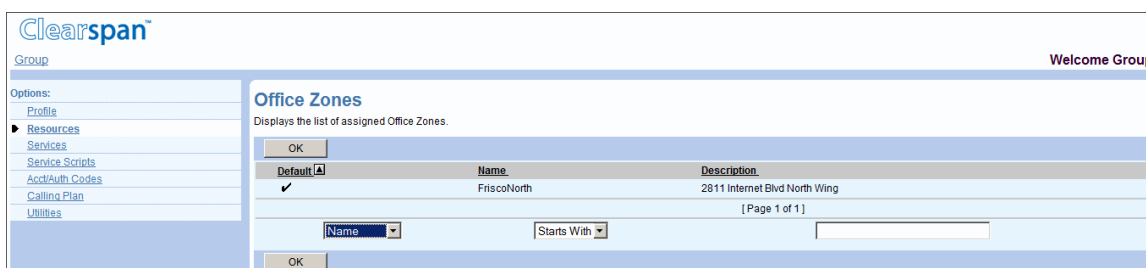 Clearspan™
Group
Welcome Group
Options:
Profile
Resources
Services
Service Scripts
Acct/Auth Codes
Calling Plan
Utilities
Office Zones
Displays the list of assigned Office Zones.
OK
Default Name Description
FriscoNorth 2811 Internet Blvd North Wing
[ Page 1 of 1 ]
Name Starts With
OK